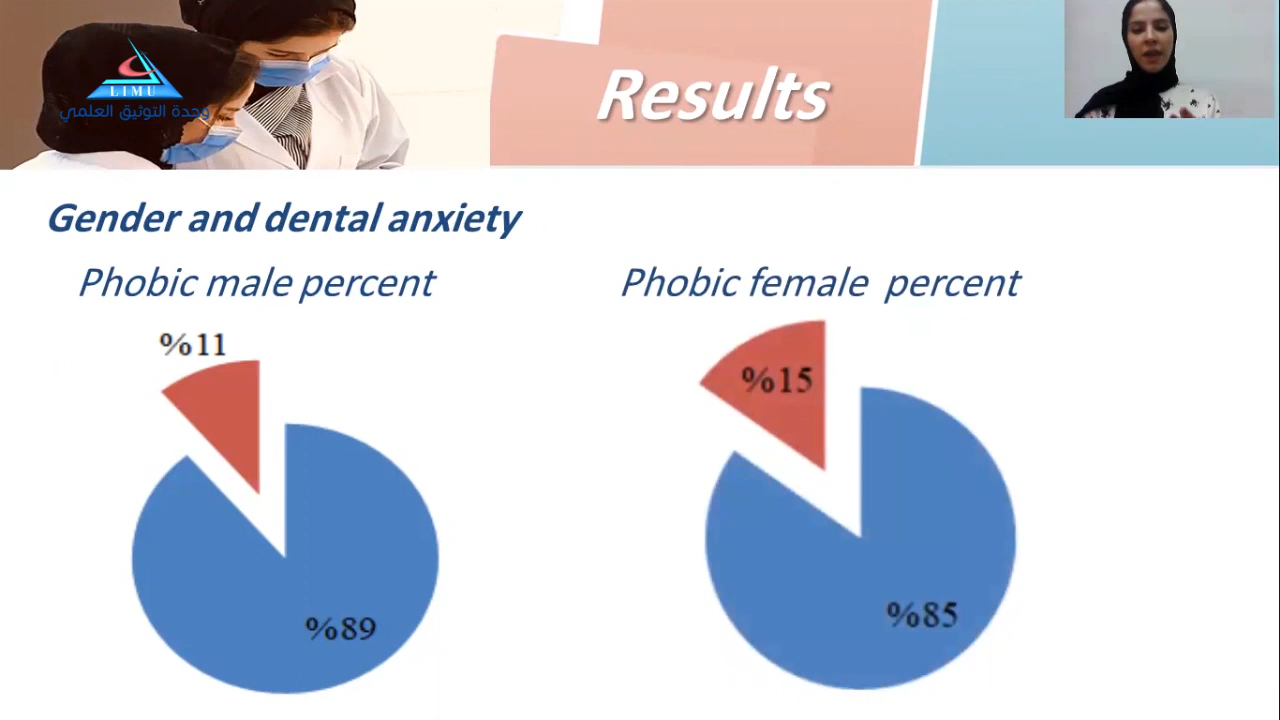 LIMU
وحدة التوثيق العلمي
Results
Gender and dental anxiety
Phobic male percent
Phobic female percent
%11
%89
%15
%85